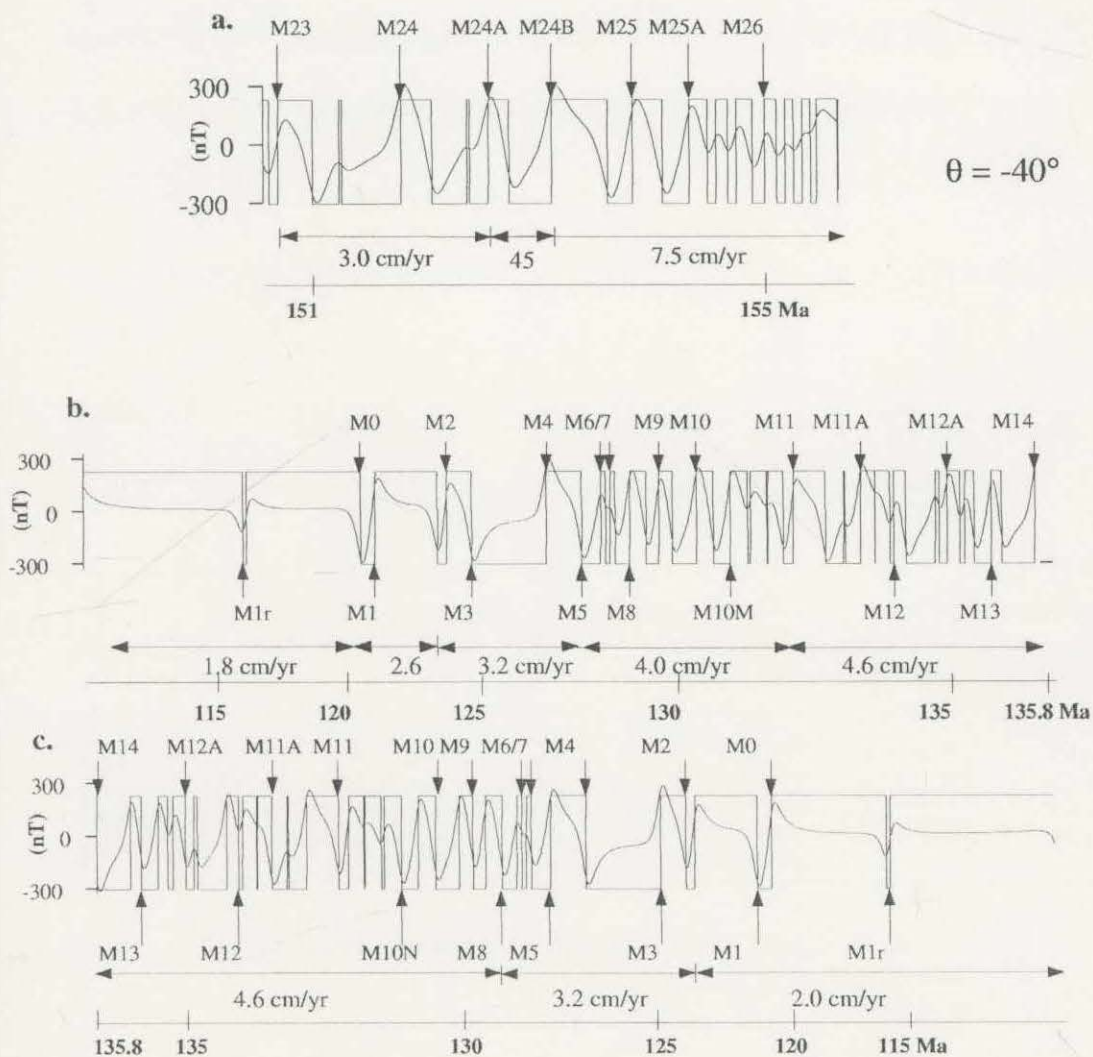 a.
M23 M24 M24A M24B M25 M25A M26
300
0
-300
(nT)
θ = -40°
3.0 cm/yr 45 7.5 cm/yr
151 155 Ma
b.
M0 M2 M4 M6/7 M9 M10 M11 M11A M12A M14
300
0
-300
(nT)
M1r M1 M3 M5 M8 M10M M12 M13
1.8 cm/yr 2.6 3.2 cm/yr 4.0 cm/yr 4.6 cm/yr
115 120 125 130 135 135.8 Ma
c.
M14 M12A M11A M11 M10 M9 M6/7 M4 M2 M0
300
0
-300
(nT)
M13 M12 M10N M8 M5 M3 M1 M1r
4.6 cm/yr 3.2 cm/yr 2.0 cm/yr
135.8 135 130 125 120 115 Ma